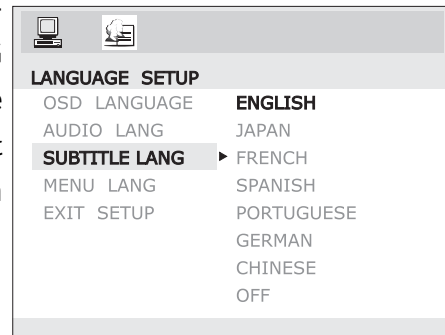 LANGUAGE SETUP
OSD LANGUAGE ENGLISH
AUDIO LANG JAPAN
SUBTITLE LANG FRENCH
MENU LANG SPANISH
EXIT SETUP PORTUGUESE
GERMAN
CHINESE
OFF